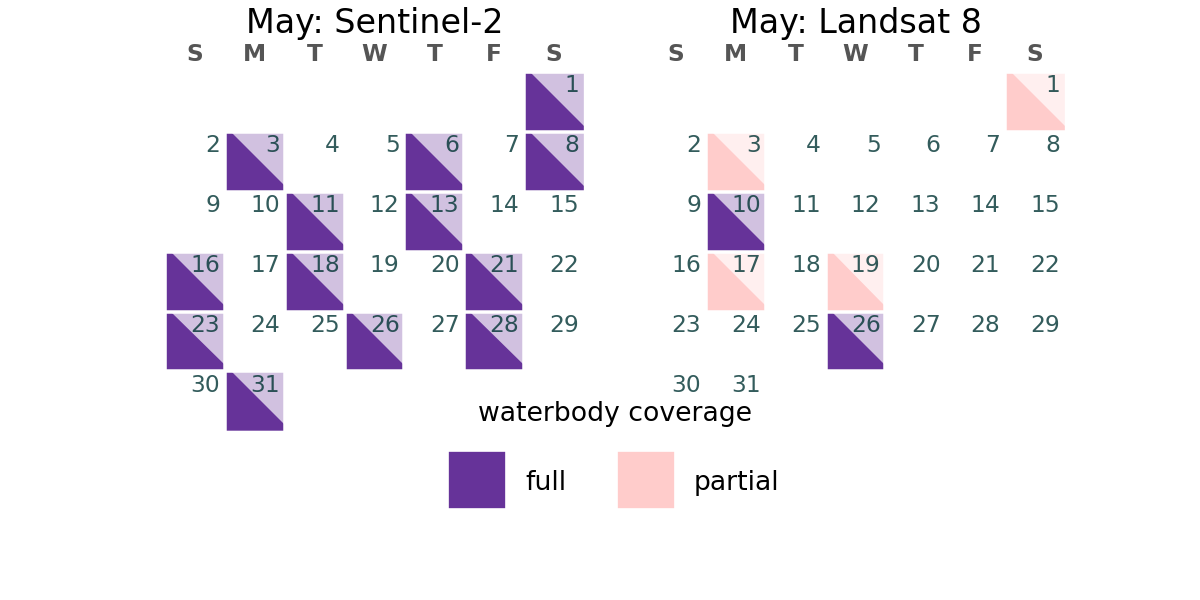 May: Sentinel-2
S M T W T F S
1
2 3 4 5 6 7 8
9 10 11 12 13 14 15
16 17 18 19 20 21 22
23 24 25 26 27 28 29
30 31
May: Landsat 8
S M T W T F S
1
2 3 4 5 6 7 8
9 10 11 12 13 14 15
16 17 18 19 20 21 22
23 24 25 26 27 28 29
30 31
waterbody coverage
full partial